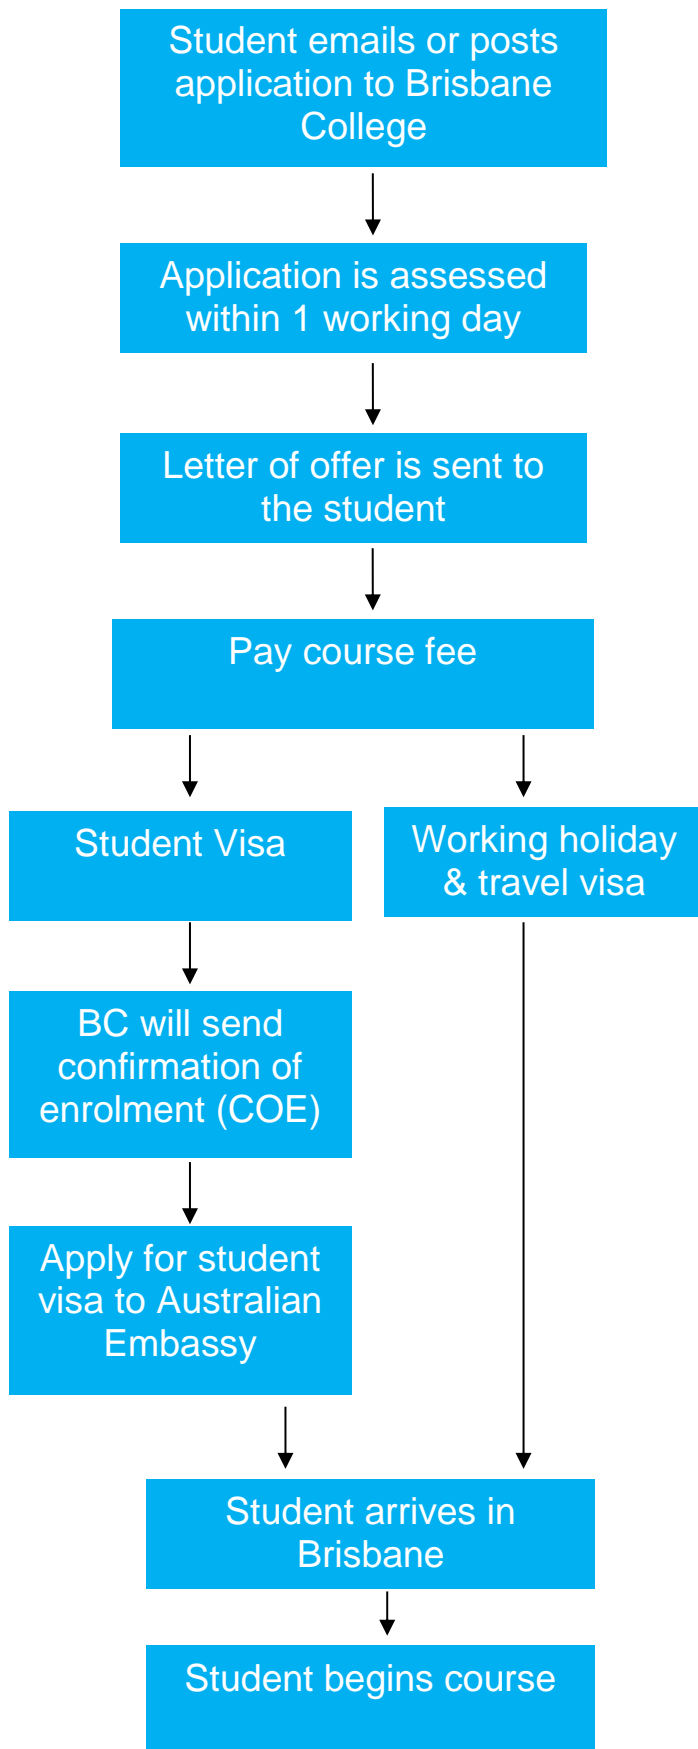 Student emails or posts
application to Brisbane
College
Application is assessed
within 1 working day
Letter of offer is sent to
the student
Pay course fee
Student Visa
Working holiday
& travel visa
BC will send
confirmation of
enrolment (COE)
Apply for student
visa to Australian
Embassy
Student arrives in
Brisbane
Student begins course